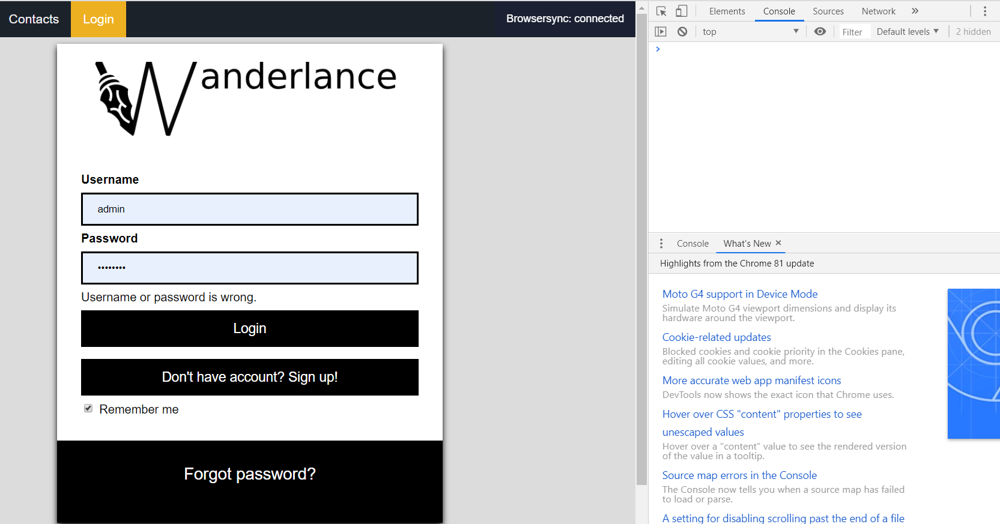 Contacts
Login
Browsersync: connected
Wanderlance
Username
admin
Password
••••••••
Username or password is wrong.
Login
Don't have account? Sign up!
Remember me
Forgot password?
Elements
Console
Sources
Network
top
Filter
Default levels
2 hidden
Console
What's New
Highlights from the Chrome 81 update
Moto G4 support in Device Mode
Simulate Moto G4 viewport dimensions and display its
hardware around the viewport.
Cookie-related updates
Blocked cookies and cookie priority in the Cookies pane,
editing all cookie values, and more.
More accurate web app manifest icons
DevTools now shows the exact icon that Chrome uses.
Hover over CSS "content" properties to see
unescaped values
Hover over a "content" value to see the rendered version
of the value in a tooltip.
Source map errors in the Console
The Console now tells you when a source map has failed
to load or parse.
A setting for disabling scrolling past the end of a file